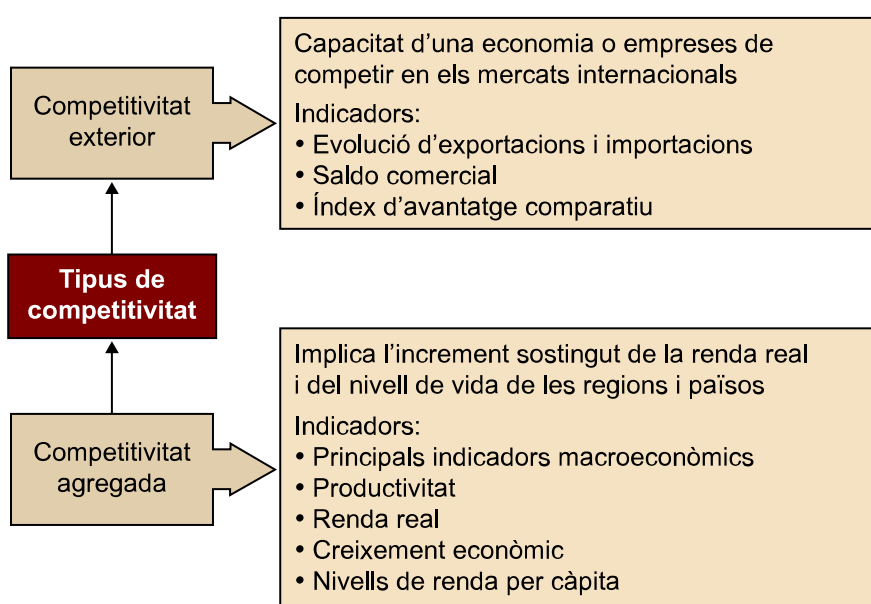 Competitivitat
exterior
Capacitat d’una economia o empreses de
competir en els mercats internacionals
Indicadors:
• Evolució d’exportacions i importacions
• Saldo comercial
• Índex d’avantatge comparatiu
Tipus de
competitivitat
Competitivitat
agregada
Implica l’increment sostingut de la renda real
i del nivell de vida de les regions i països
Indicadors:
• Principals indicadors macroeconòmics
• Productivitat
• Renda real
• Creixement econòmic
• Nivells de renda per càpita